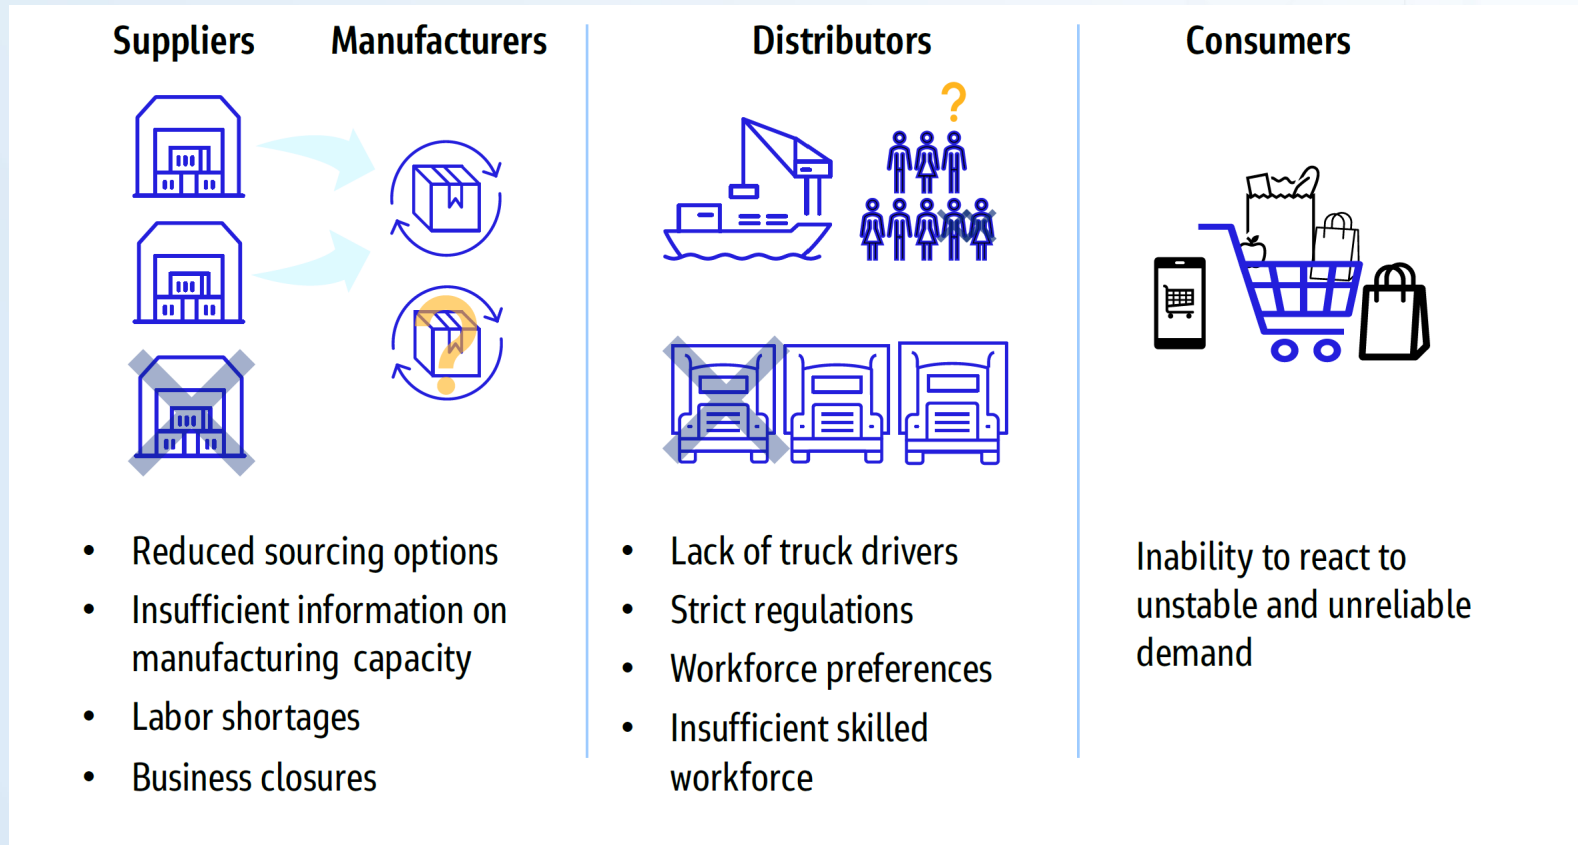 Suppliers
Manufacturers
• Reduced sourcing options
• Insufficient information on
manufacturing capacity
• Labor shortages
• Business closures
Distributors
?
• Lack of truck drivers
• Strict regulations
• Workforce preferences
• Insufficient skilled
workforce
Consumers
Inability to react to
unstable and unreliable
demand